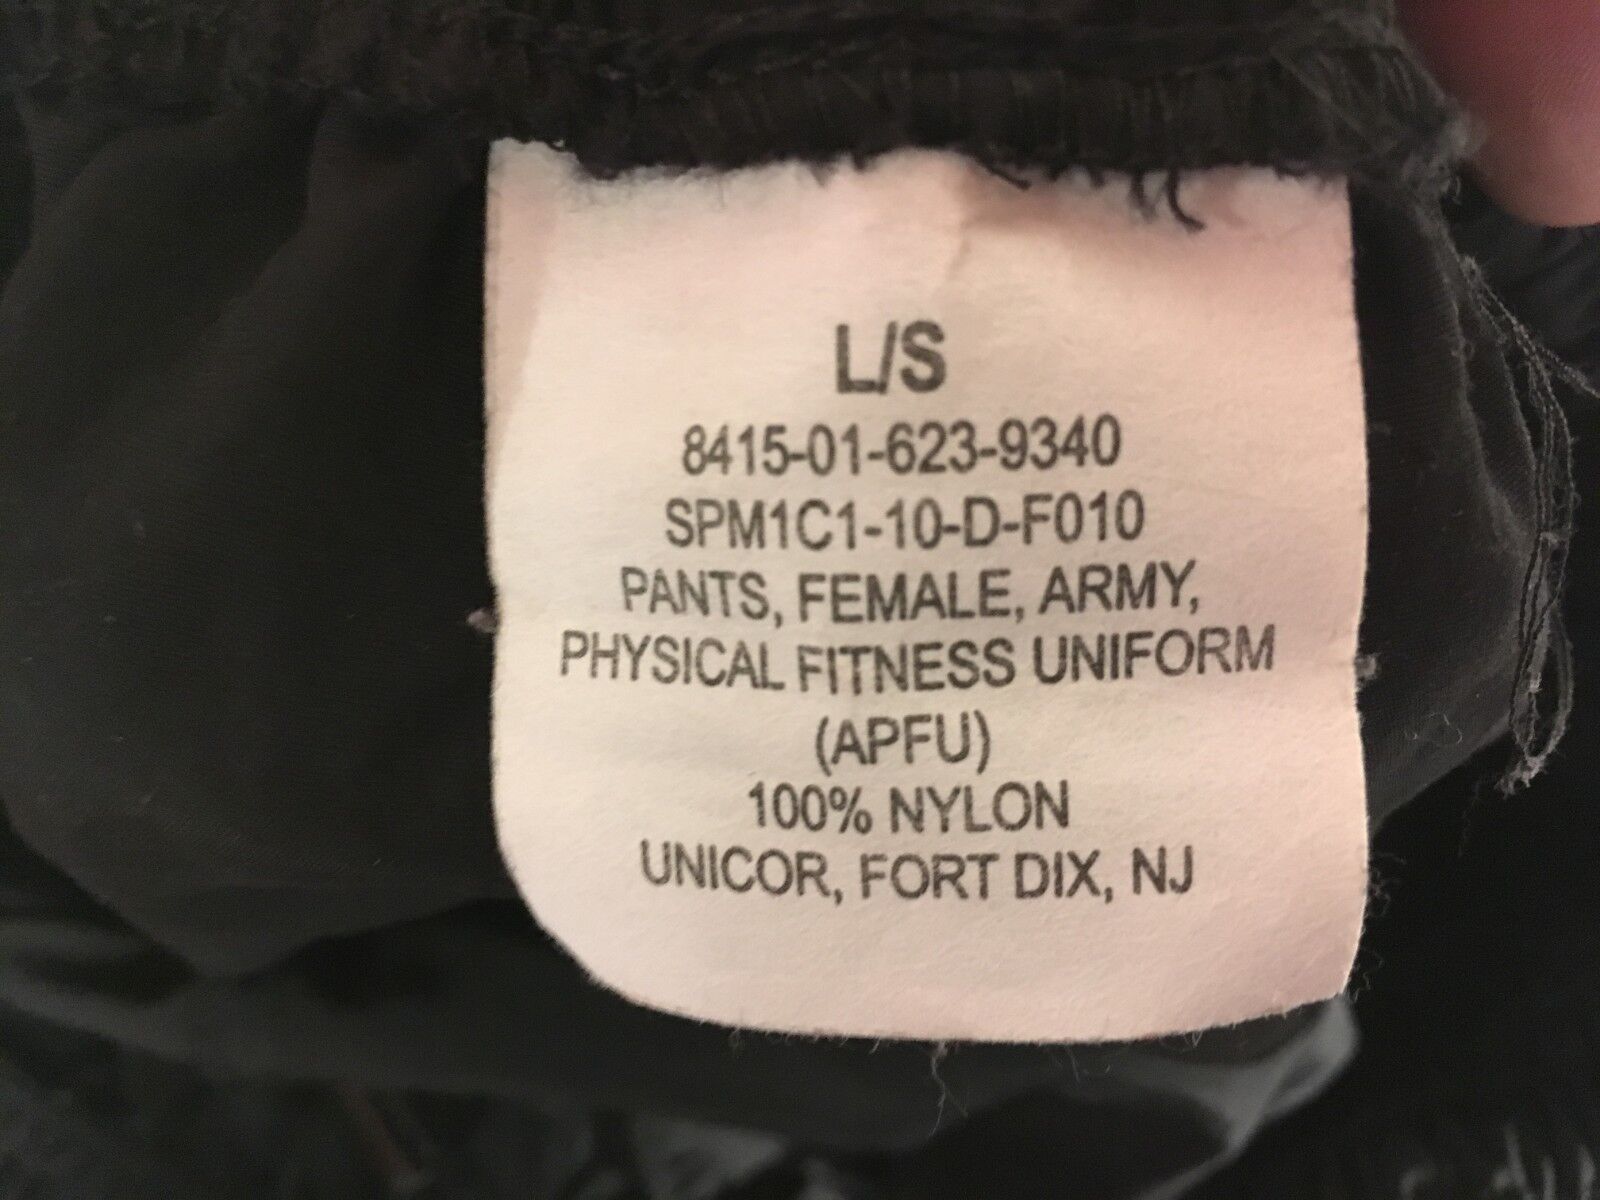 L/S
8415-01-623-9340
SPM1C1-10-D-F010
PANTS, FEMALE, ARMY,
PHYSICAL FITNESS UNIFORM
(APFU)
100% NYLON
UNICOR, FORT DIX, NJ